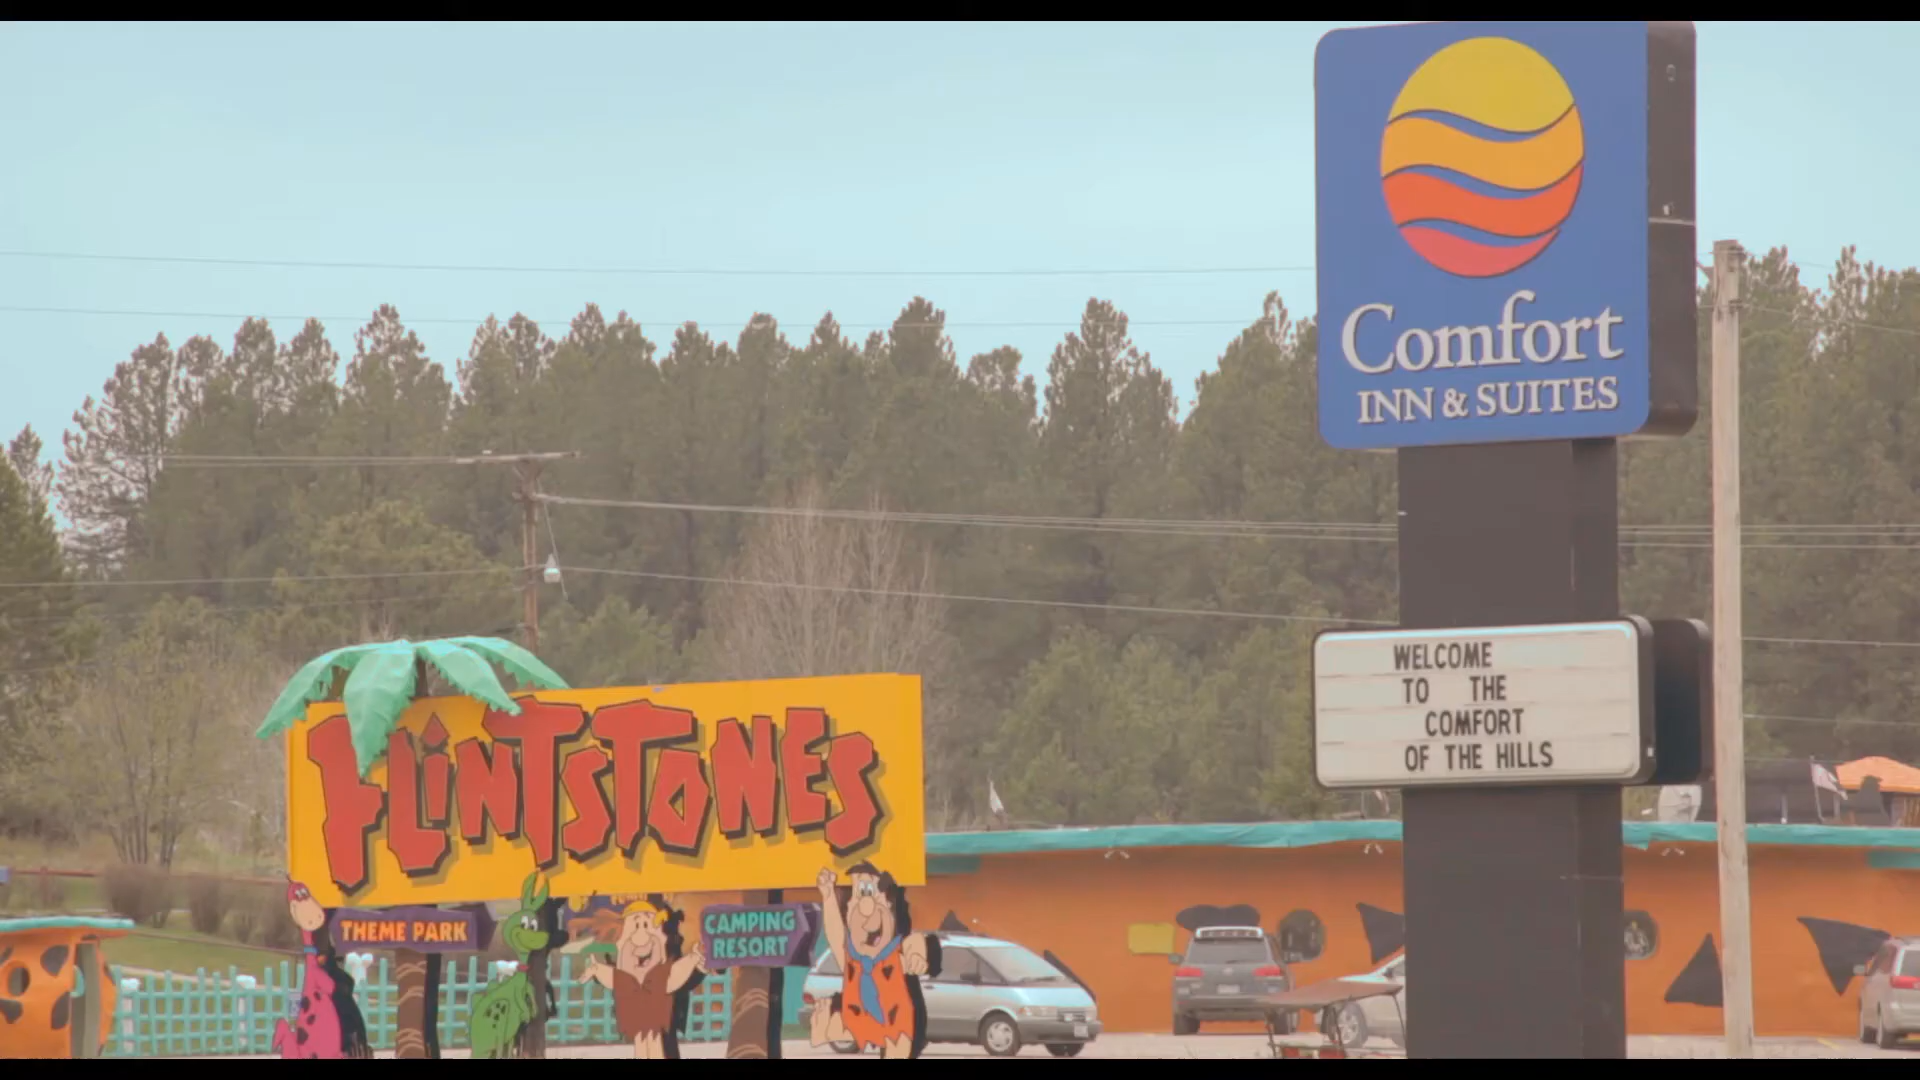 Comfort
INN & SUITES
WELCOME
TO THE
COMFORT
OF THE HILLS
FLINTSTONES
THEME PARK
CAMPING
RESORT